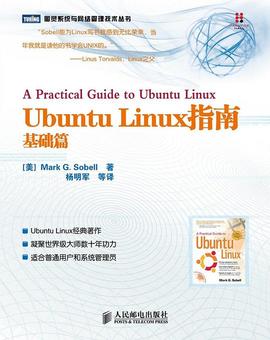 TURING 图灵系统与网络管理技术丛书
“Sobell能为Linux写书我感到无比荣幸，当
年我就是读他的书学会UNIX的。”
——Linus Torvalds，Linux之父
A Practical Guide to Ubuntu Linux
Ubuntu Linux指南
基础篇
[美] Mark G. Sobell 著
杨明军 等译
Ubuntu Linux经典著作
凝聚世界级大师数十年功力
适合普通用户和系统管理员
A Practical Guide to
Ubuntu
Linux
Mark G. Sobell
人民邮电出版社
POSTS & TELECOM PRESS